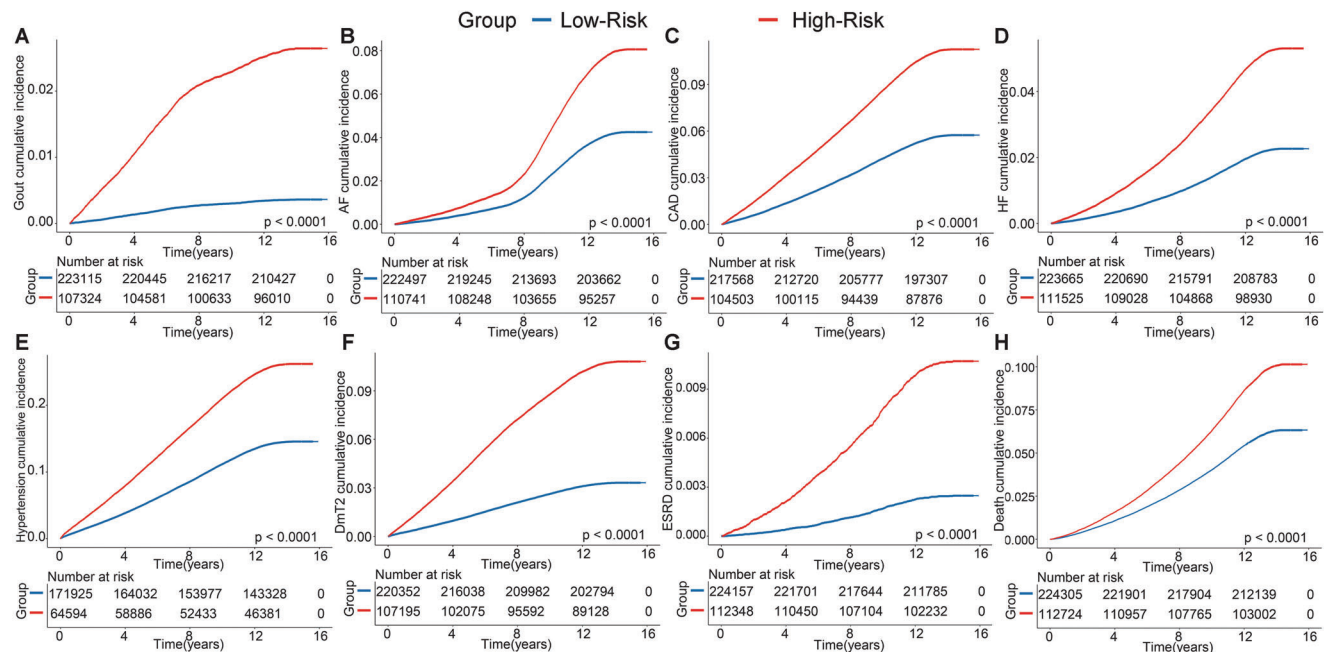 Group Low-Risk High-Risk
A
Gout cumulative incidence
0.02
0.01
0.00
p < 0.0001
0 4 8 12 16
Time(years)
Number at risk
Group
223115 220445 216217 210427 0
107324 104581 100633 96010 0
0 4 8 12 16
Time(years)
B
AF cumulative incidence
0.08
0.06
0.04
0.02
0.00
p < 0.0001
0 4 8 12 16
Time(years)
Number at risk
Group
222497 219245 213693 203662 0
110741 108248 103655 95257 0
0 4 8 12 16
Time(years)
C
CAD cumulative incidence
0.09
0.06
0.03
0.00
p < 0.0001
0 4 8 12 16
Time(years)
Number at risk
Group
217568 212720 205777 197307 0
104503 100115 94439 87876 0
0 4 8 12 16
Time(years)
D
HF cumulative incidence
0.04
0.02
0.00
p < 0.0001
0 4 8 12 16
Time(years)
Number at risk
Group
223665 220690 215791 208783 0
111525 109028 104868 98930 0
0 4 8 12 16
Time(years)
E
Hypertension cumulative incidence
0.2
0.1
0.0
p < 0.0001
0 4 8 12 16
Time(years)
Number at risk
Group
171925 164032 153977 143328 0
64594 58886 52433 46381 0
0 4 8 12 16
Time(years)
F
DmT2 cumulative incidence
0.09
0.06
0.03
0.00
p < 0.0001
0 4 8 12 16
Time(years)
Number at risk
Group
220352 216038 209982 202794 0
107195 102075 95592 89128 0
0 4 8 12 16
Time(years)
G
ESRD cumulative incidence
0.009
0.006
0.003
0.000
p < 0.0001
0 4 8 12 16
Time(years)
Number at risk
Group
224157 221701 217644 211785 0
112348 110450 107104 102232 0
0 4 8 12 16
Time(years)
H
Death cumulative incidence
0.100
0.075
0.050
0.025
0.000
p < 0.0001
0 4 8 12 16
Time(years)
Number at risk
Group
224305 221901 217904 212139 0
112724 110957 107765 103002 0
0 4 8 12 16
Time(years)